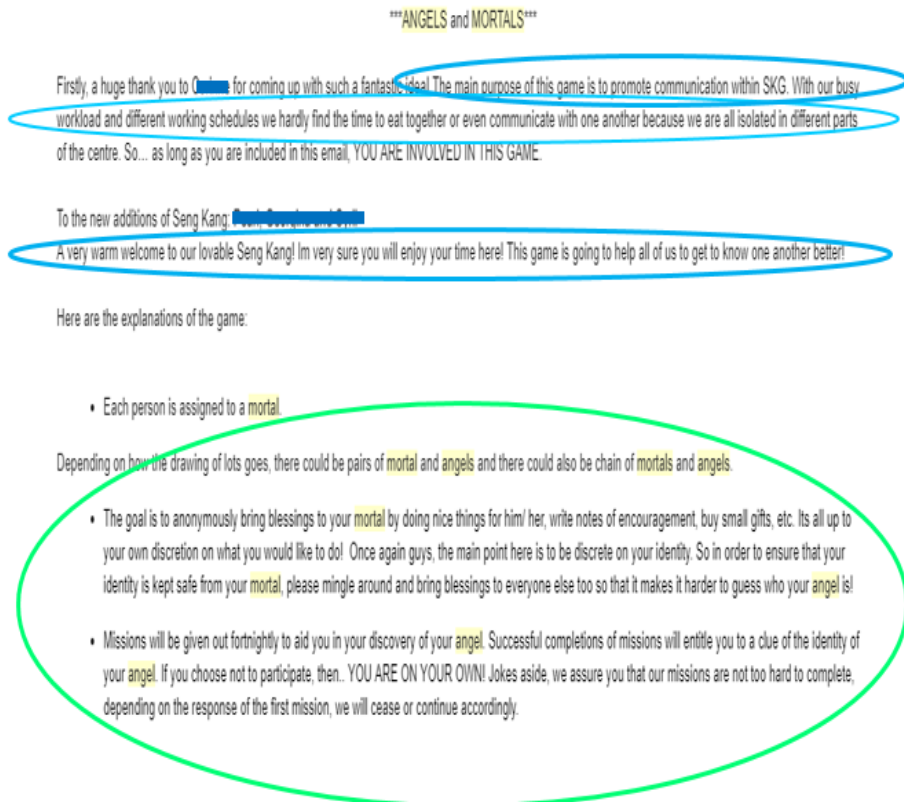 ***ANGELS and MORTALS***
Firstly, a huge thank you to for coming up with such a fantastic idea! The main purpose of this game is to promote communication within SKG. With our busy
workload and different working schedules we hardly find the time to eat together or even communicate with one another because we are all isolated in different parts
of the centre. So... as long as you are included in this email, YOU ARE INVOLVED IN THIS GAME.
To the new additions of Seng Kang:
A very warm welcome to our lovable Seng Kang! Im very sure you will enjoy your time here! This game is going to help all of us to get to know one another better!
Here are the explanations of the game:
• Each person is assigned to a mortal.
Depending on how the drawing of lots goes, there could be pairs of mortal and angels and there could also be chain of mortals and angels.
• The goal is to anonymously bring blessings to your mortal by doing nice things for him/ her, write notes of encouragement, buy small gifts, etc. Its all up to
your own discretion on what you would like to do! Once again guys, the main point here is to be discrete on your identity. So in order to ensure that your
identity is kept safe from your mortal, please mingle around and bring blessings to everyone else too so that it makes it harder to guess who your angel is!
• Missions will be given out fortnightly to aid you in your discovery of your angel. Successful completions of missions will entitle you to a clue of the identity of
your angel. If you choose not to participate, then.. YOU ARE ON YOUR OWN! Jokes aside, we assure you that our missions are not too hard to complete,
depending on the response of the first mission, we will cease or continue accordingly.